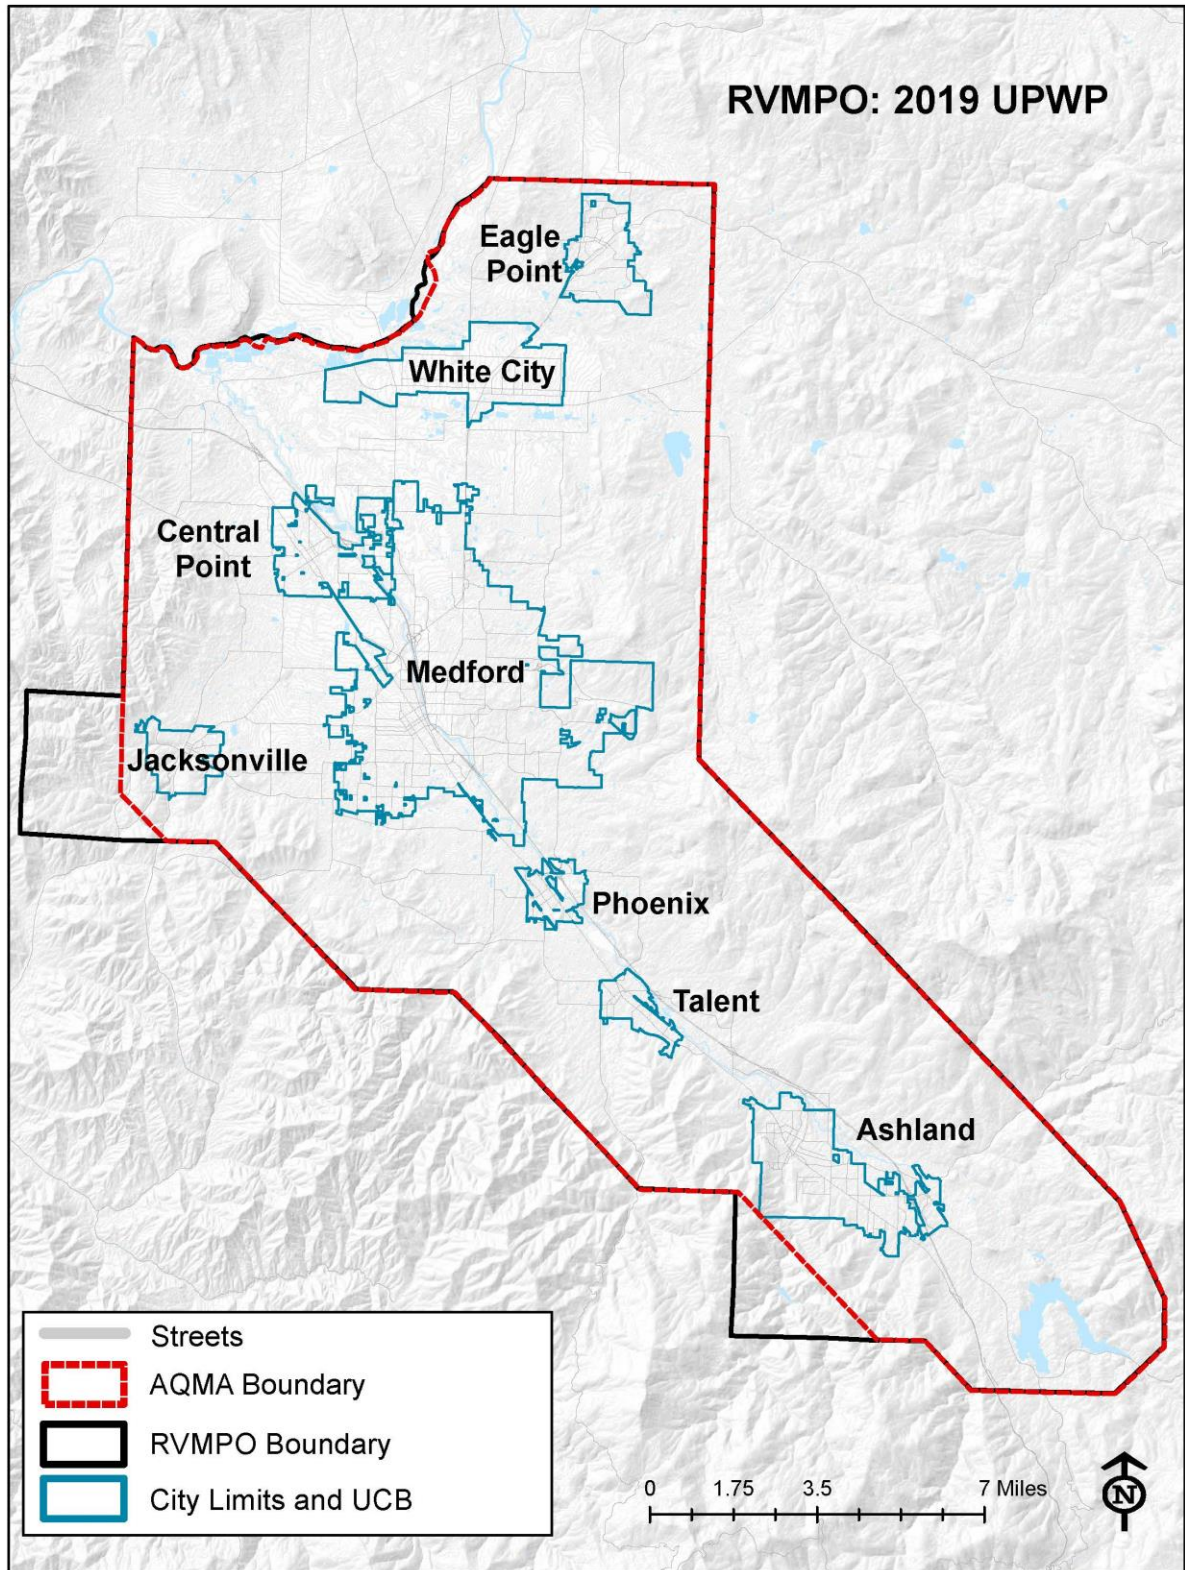 RVMPO: 2019 UPWP
Eagle
Point
White City
Central
Point
Medford
Jacksonville
Phoenix
Talent
Ashland
Streets
AQMA Boundary
RVMPO Boundary
City Limits and UCB
0 1.75 3.5 7 Miles
N